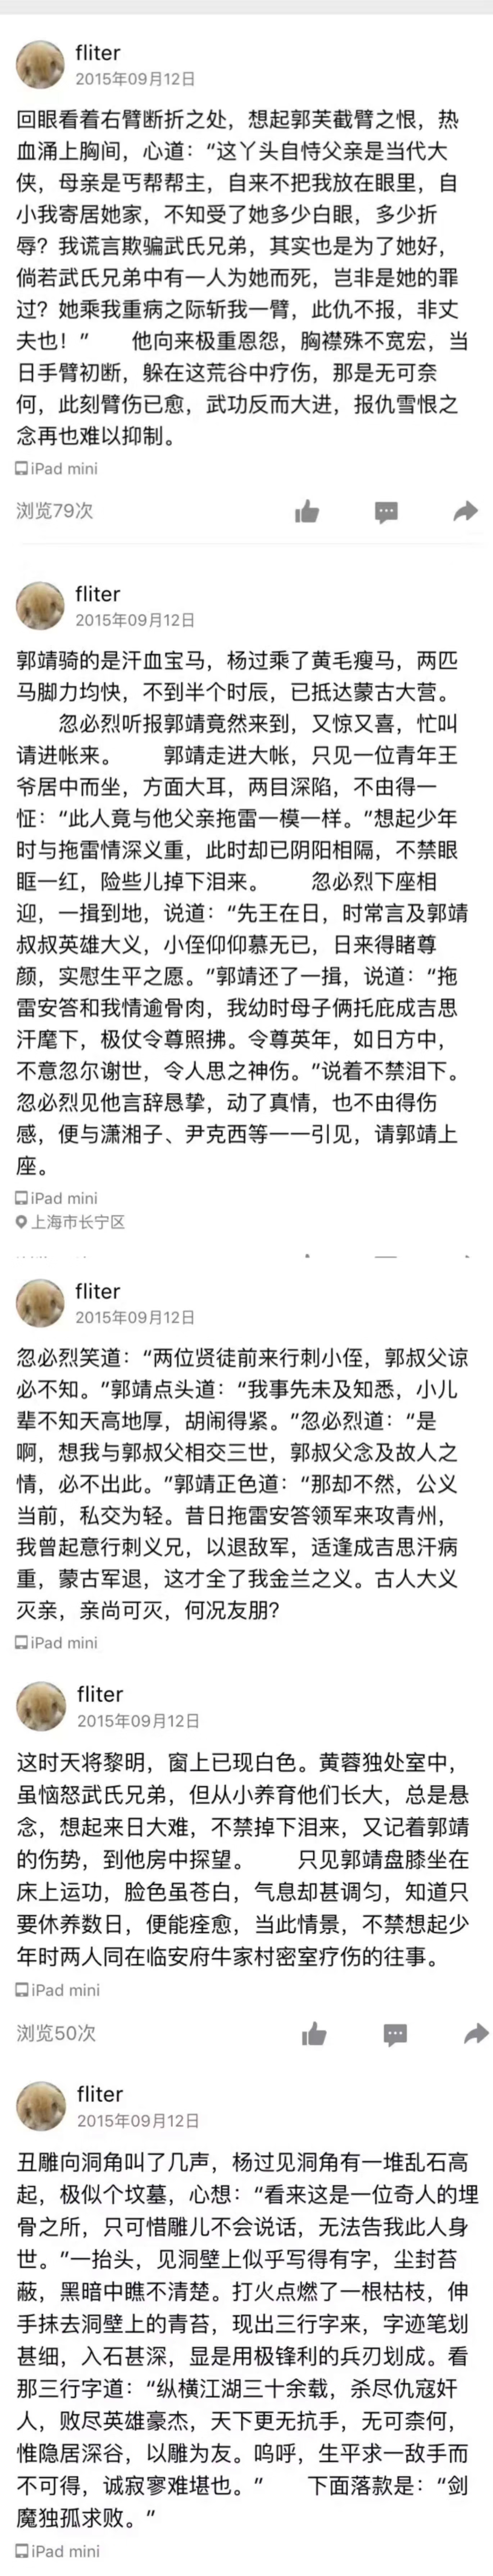 fliter
2015年09月12日
回眼看着右臂断折之处，想起郭芙截臂之恨，热
血涌上胸间，心道：“这丫头自恃父亲是当代大
侠，母亲是丐帮帮主，自来不把我放在眼里，自
小我寄居她家，不知受了她多少白眼，多少折
辱？我谎言欺骗武氏兄弟，其实也是为了她好，
倘若武氏兄弟中有一人为她而死，岂非是她的罪
过？她乘我重病之际斩我一臂，此仇不报，非丈
夫也！” 他向来极重恩怨，胸襟殊不宽宏，当
日手臂初断，躲在这荒谷中疗伤，那是无可奈
何，此刻臂伤已愈，武功反而大进，报仇雪恨之
念再也难以抑制。
iPad mini
浏览79次
fliter
2015年09月12日
郭靖骑的是汗血宝马，杨过乘了黄毛瘦马，两匹
马脚力均快，不到半个时辰，已抵达蒙古大营。
忽必烈听报郭靖竟然来到，又惊又喜，忙叫
请进帐来。 郭靖走进大帐，只见一位青年王
爷居中而坐，方面大耳，两目深陷，不由得一
怔：“此人竟与他父亲拖雷一模一样。”想起少年
时与拖雷情深义重，此时却已阴阳相隔，不禁眼
眶一红，险些儿掉下泪来。 忽必烈下座相
迎，一揖到地，说道：“先王在日，时常言及郭靖
叔叔英雄大义，小侄仰仰慕无已，日来得睹尊
颜，实慰生平之愿。”郭靖还了一揖，说道：“拖
雷安答和我情逾骨肉，我幼时母子俩托庇成吉思
汗麾下，极仗令尊照拂。令尊英年，如日方中，
不意忽尔谢世，令人思之神伤。”说着不禁泪下。
忽必烈见他言辞恳挚，动了真情，也不由得伤
感，便与潇湘子、尹克西等一一引见，请郭靖上
座。
iPad mini
上海市长宁区
fliter
2015年09月12日
忽必烈笑道：“两位贤徒前来行刺小侄，郭叔父谅
必不知。”郭靖点头道：“我事先未及知悉，小儿
辈不知天高地厚，胡闹得紧。”忽必烈道：“是
啊，想我与郭叔父相交三世，郭叔父念及故人之
情，必不出此。”郭靖正色道：“那却不然，公义
当前，私交为轻。昔日拖雷安答领军来攻青州，
我曾起意行刺义兄，以退敌军，适逢成吉思汗病
重，蒙古军退，这才全了我金兰之义。古人大义
灭亲，亲尚可灭，何况友朋？
iPad mini
fliter
2015年09月12日
这时天将黎明，窗上已现白色。黄蓉独处室中，
虽恼怒武氏兄弟，但从小养育他们长大，总是悬
念，想起来日大难，不禁掉下泪来，又记着郭靖
的伤势，到他房中探望。 只见郭靖盘膝坐在
床上运功，脸色虽苍白，气息却甚调匀，知道只
要休养数日，便能痊愈，当此情景，不禁想起少
年时两人同在临安府牛家村密室疗伤的往事。
iPad mini
浏览50次
fliter
2015年09月12日
丑雕向洞角叫了几声，杨过见洞角有一堆乱石高
起，极似个坟墓，心想：“看来这是一位奇人的埋
骨之所，只可惜雕儿不会说话，无法告我此人身
世。”一抬头，见洞壁上似乎写得有字，尘封苔
蔽，黑暗中瞧不清楚。打火点燃了一根枯枝，伸
手抹去洞壁上的青苔，现出三行字来，字迹笔划
甚细，入石甚深，显是用极锋利的兵刃划成。看
那三行字道：“纵横江湖三十余载，杀尽仇寇奸
人，败尽英雄豪杰，天下更无抗手，无可柰何，
惟隐居深谷，以雕为友。呜呼，生平求一敌手而
不可得，诚寂寥难堪也。” 下面落款是：“剑
魔独孤求败。”
iPad mini